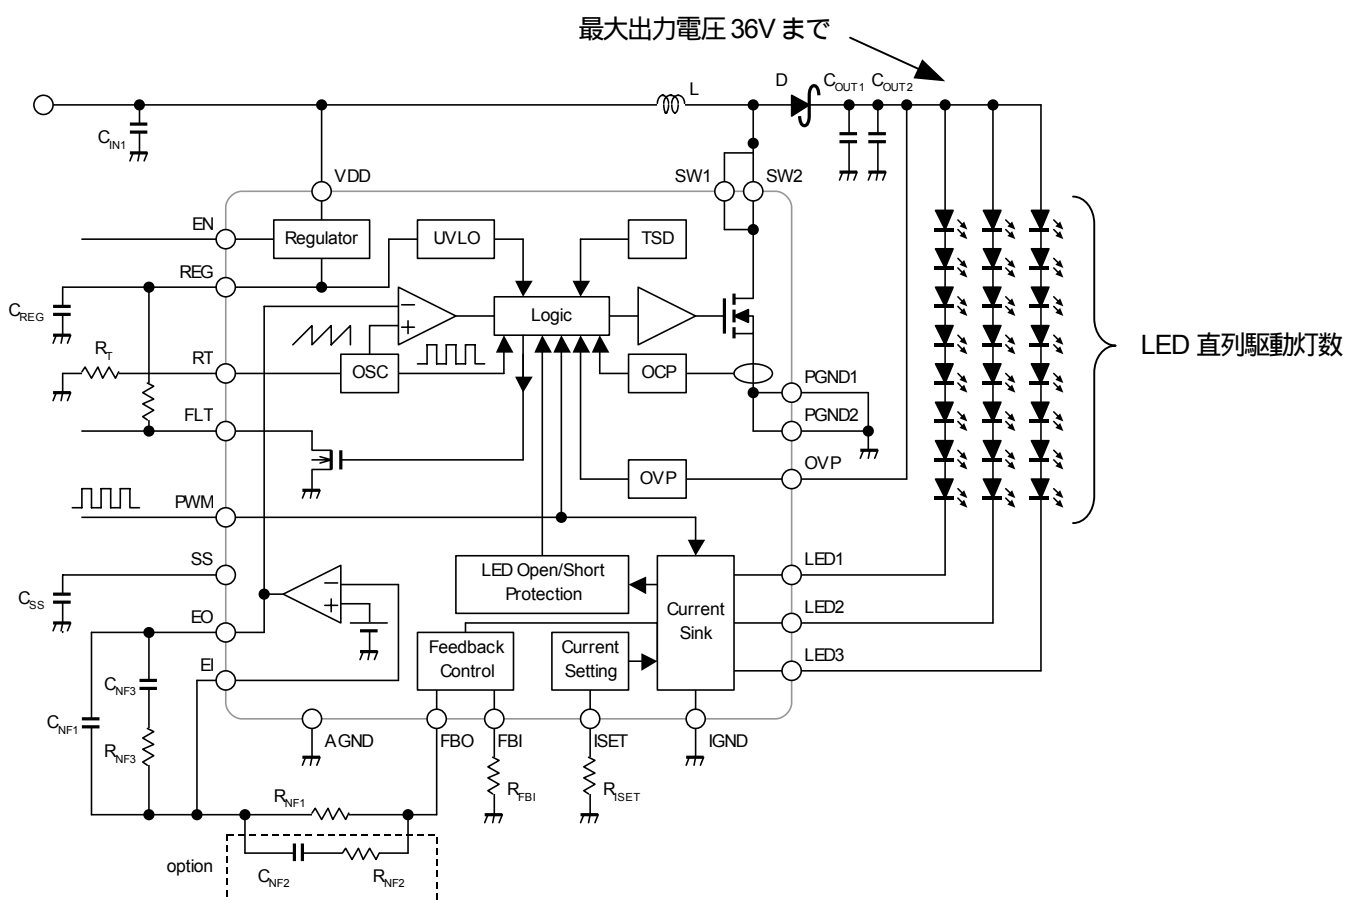 最大出力電圧 36V まで
L
D
COUT1
COUT2
CIN1
VDD
SW1
SW2
EN
Regulator
UVLO
TSD
REG
CREG
Logic
RT
RT
OSC
OCP
LED 直列駆動灯数
PGND1
FLT
PGND2
OVP
OVP
PWM
SS
LED Open/Short
Protection
LED1
CSS
Current
Sink
EO
LED2
Feedback
Control
Current
Setting
LED3
EI
CNF3
CNF1
RNF3
AGND
FBO
FBI
ISET
IGND
RFBI
RISET
RNF1
option
CNF2
RNF2